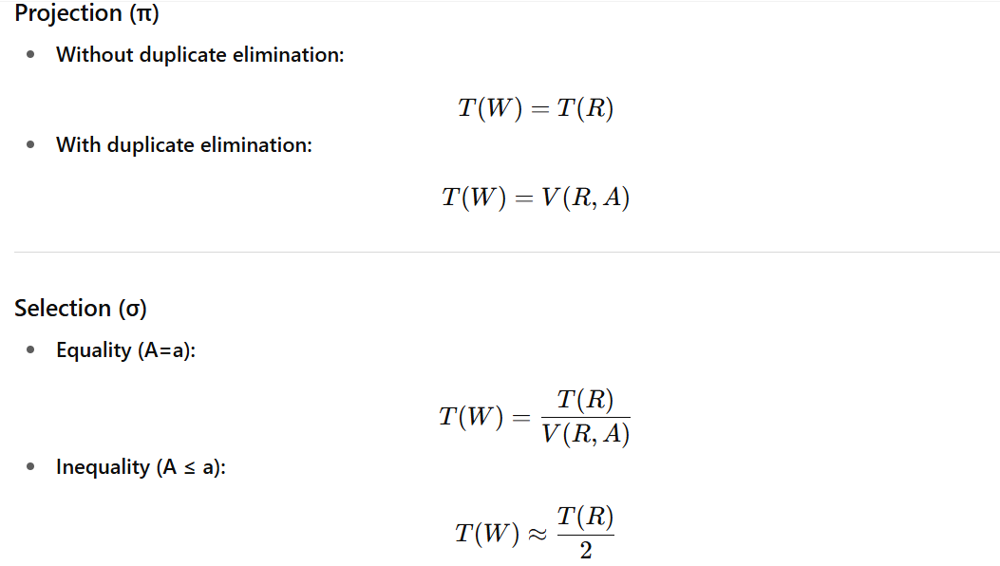 Projection (π)
• Without duplicate elimination:
T(W) = T(R)
• With duplicate elimination:
T(W) = V(R, A)
Selection (σ)
• Equality (A=a):
T(W) = T(R) / V(R, A)
• Inequality (A ≤ a):
T(W) ≈ T(R) / 2